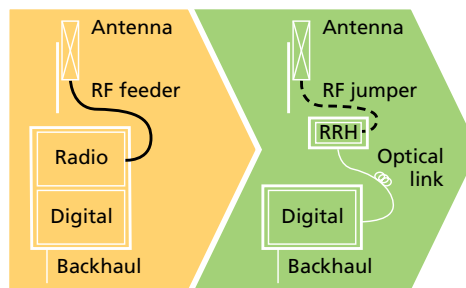 Antenna
RF feeder
Radio
Digital
Backhaul
Antenna
RF jumper
RRH
Optical
link
Digital
Backhaul